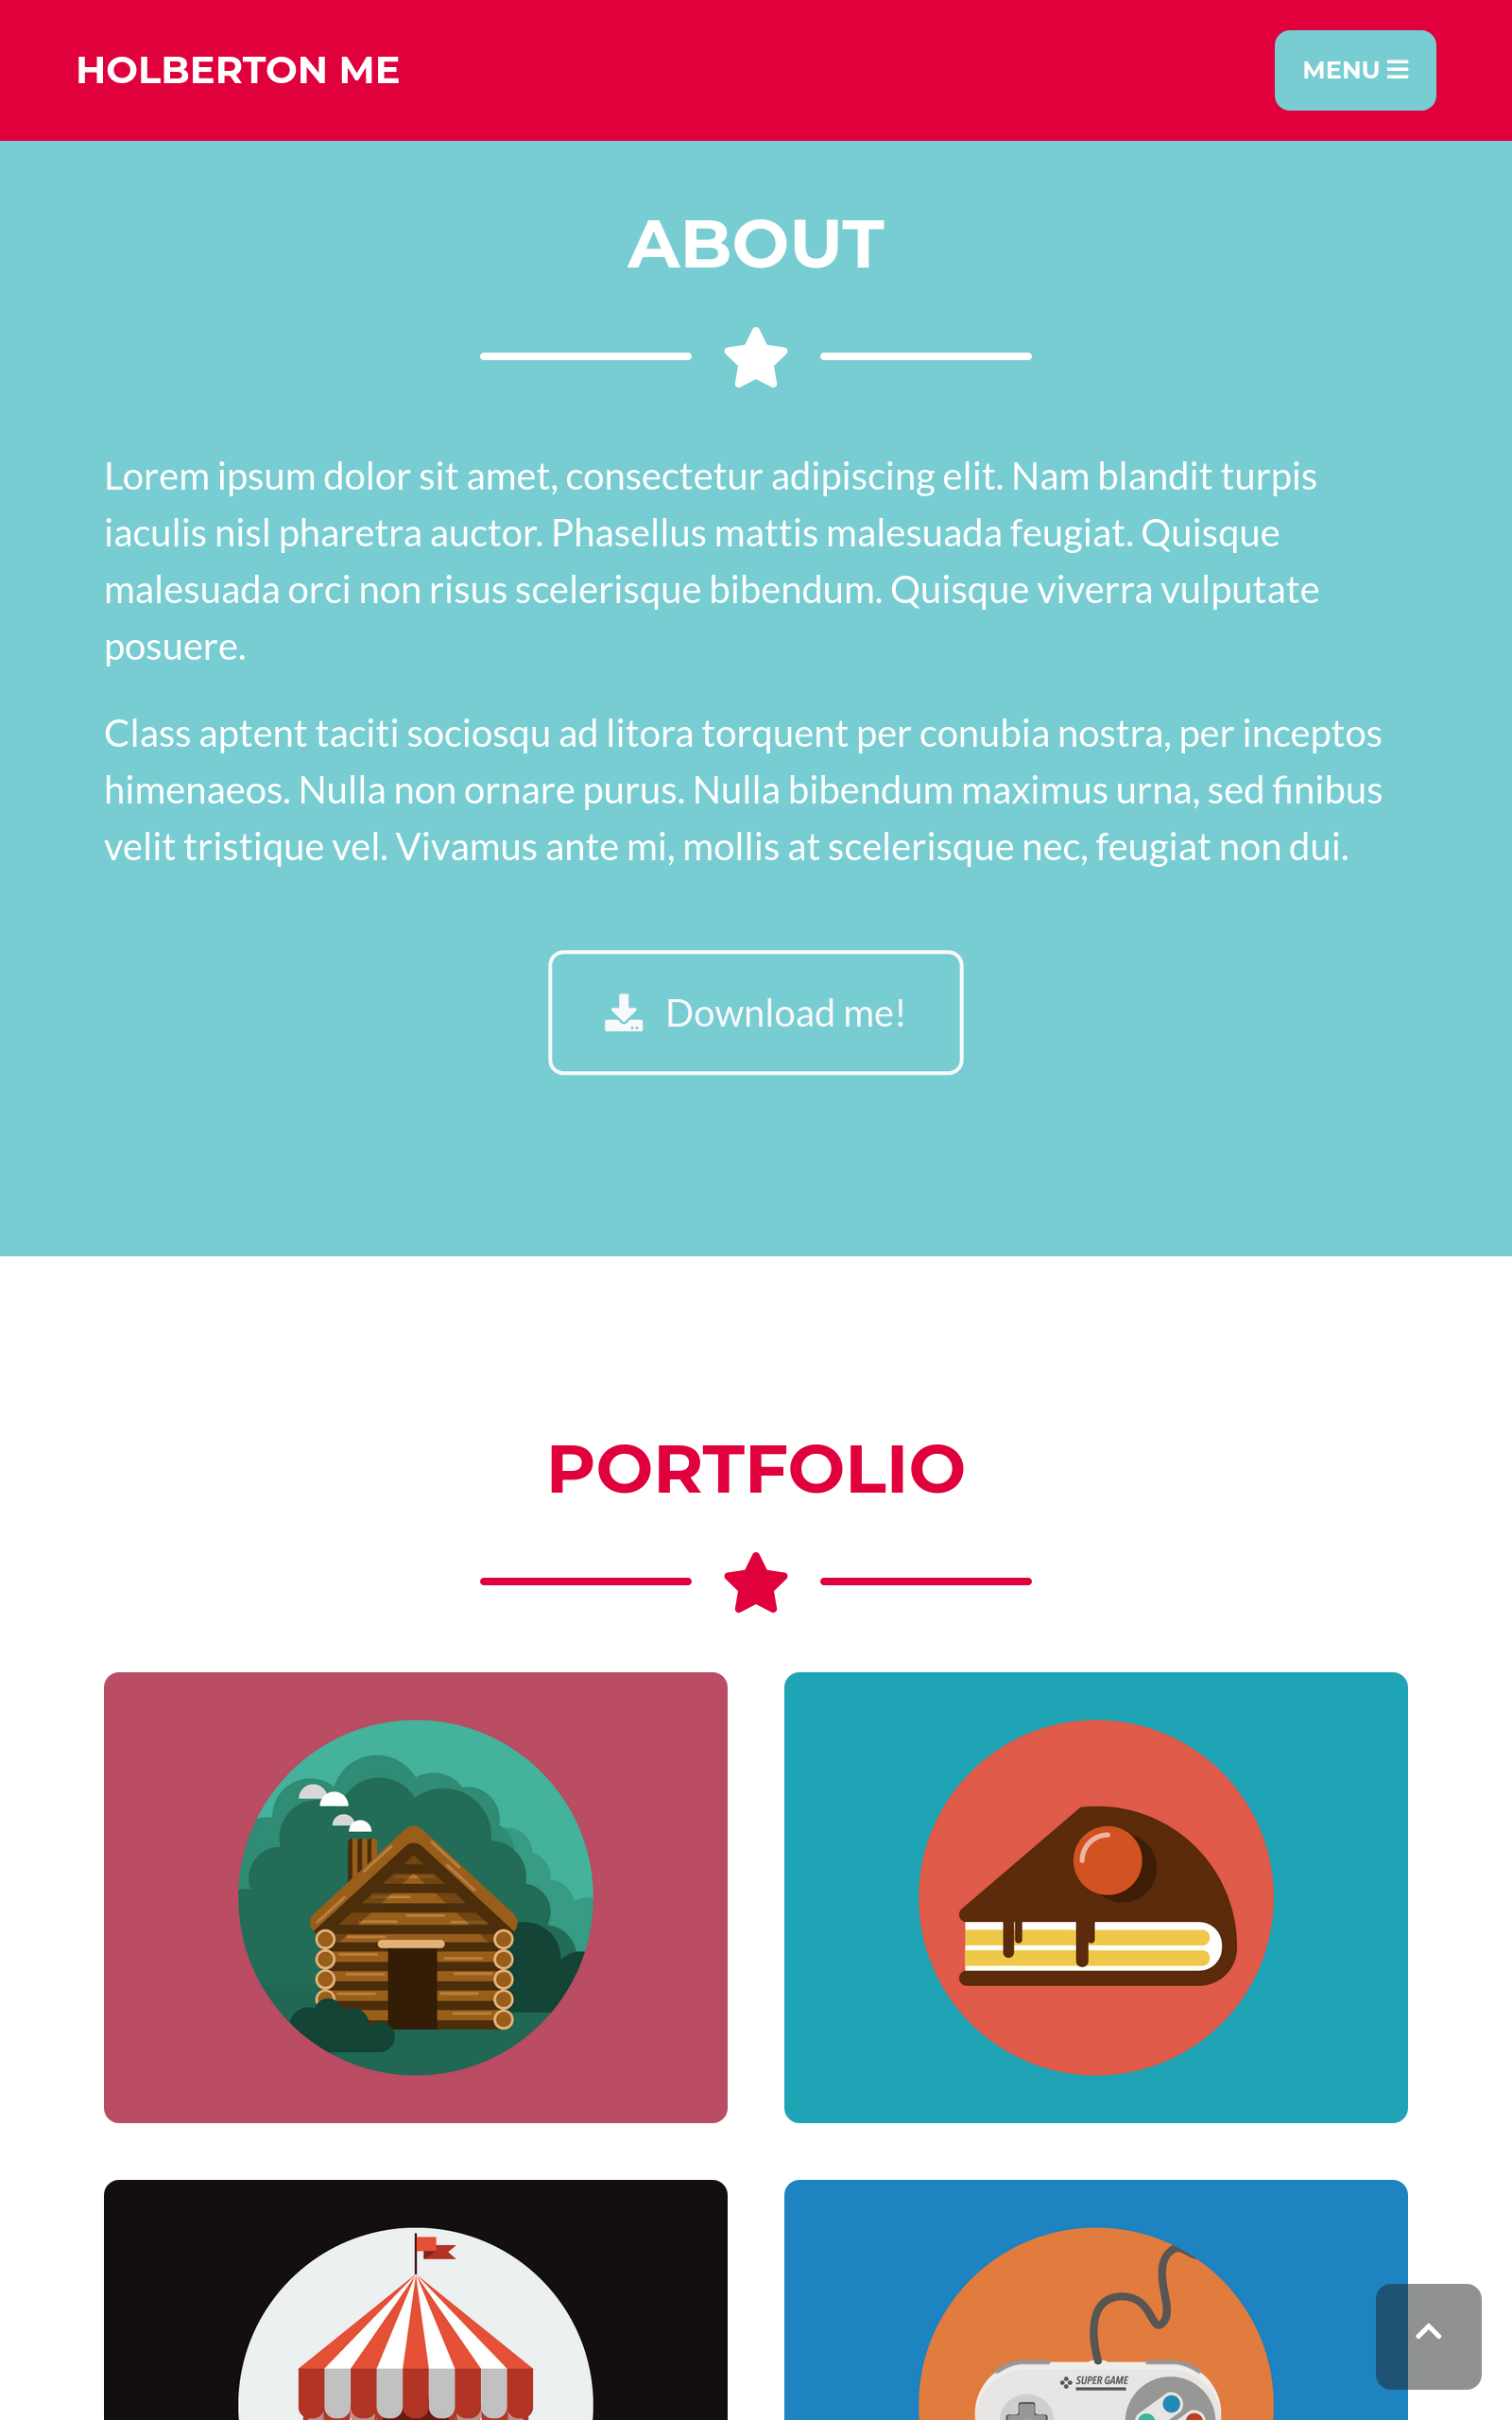 HOLBERTON ME
MENU
ABOUT
Lorem ipsum dolor sit amet, consectetur adipiscing elit. Nam blandit turpis
iaculis nisl pharetra auctor. Phasellus mattis malesuada feugiat. Quisque
malesuada orci non risus scelerisque bibendum. Quisque viverra vulputate
posuere.
Class aptent taciti sociosqu ad litora torquent per conubia nostra, per inceptos
himenaeos. Nulla non ornare purus. Nulla bibendum maximus urna, sed finibus
velit tristique vel. Vivamus ante mi, mollis at scelerisque nec, feugiat non dui.
Download me!
PORTFOLIO
SUPER GAME